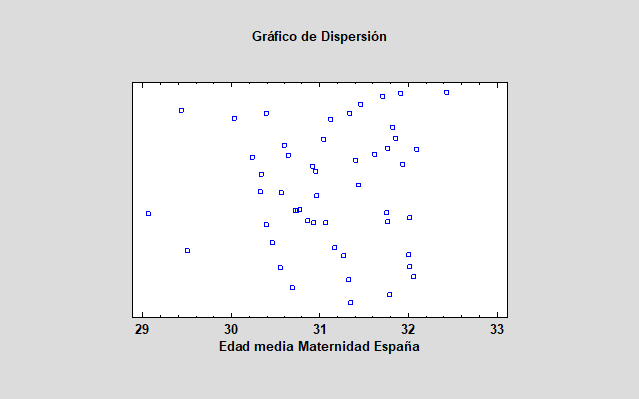 Gráfico de Dispersión
29 30 31 32 33
Edad media Maternidad España